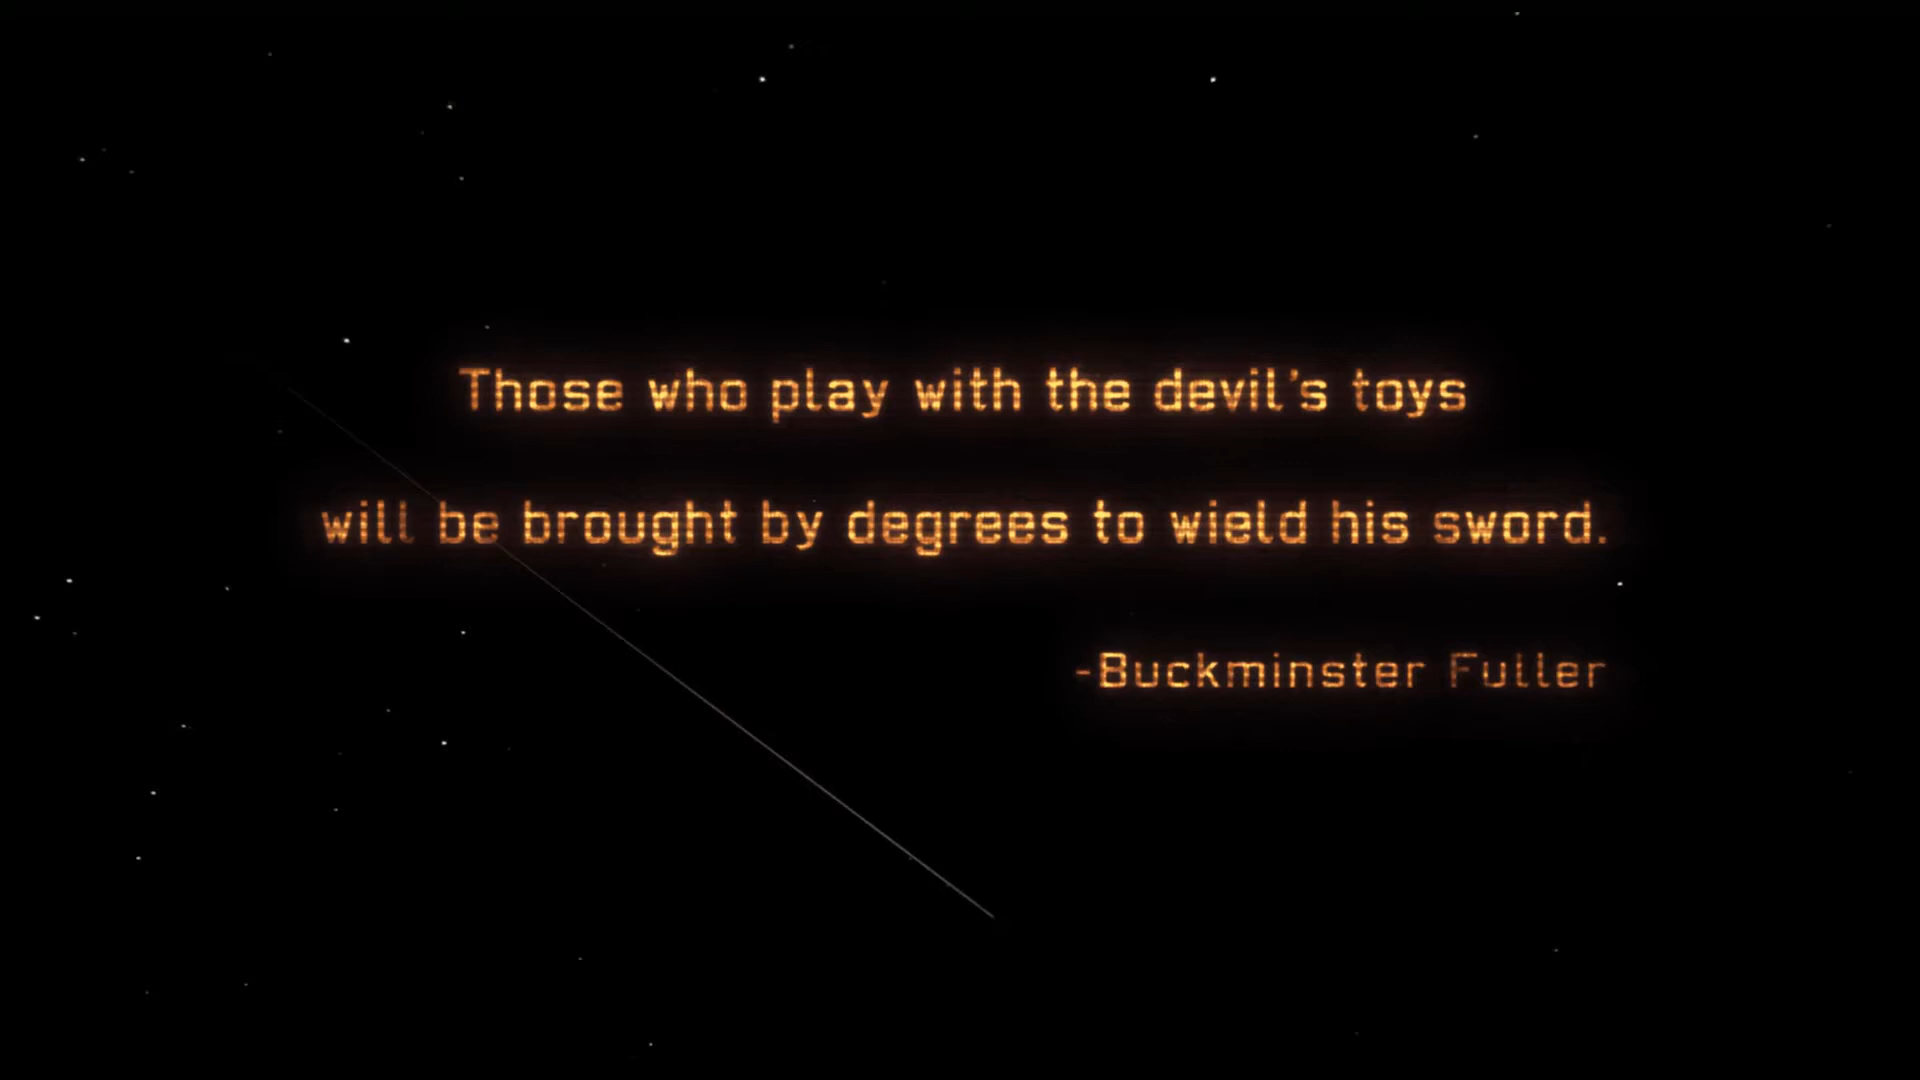 Those who play with the devil's toys
will be brought by degrees to wield his sword.
-Buckminster Fuller